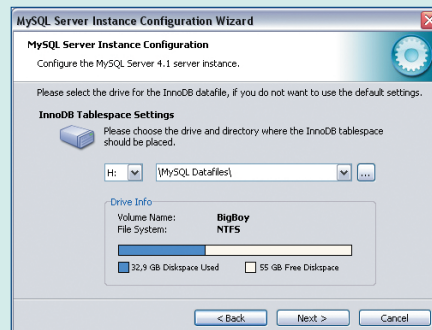 MySQL Server Instance Configuration Wizard
MySQL Server Instance Configuration
Configure the MySQL Server 4.1 server instance.
Please select the drive for the InnoDB datafile, if you do not want to use the default settings.
InnoDB Tablespace Settings
Please choose the drive and directory where the InnoDB tablespace
should be placed.
H: \MySQL Datafiles\ ...
Drive Info
Volume Name: BigBoy
File System: NTFS
32,9 GB Diskspace Used 55 GB Free Diskspace
< Back Next > Cancel